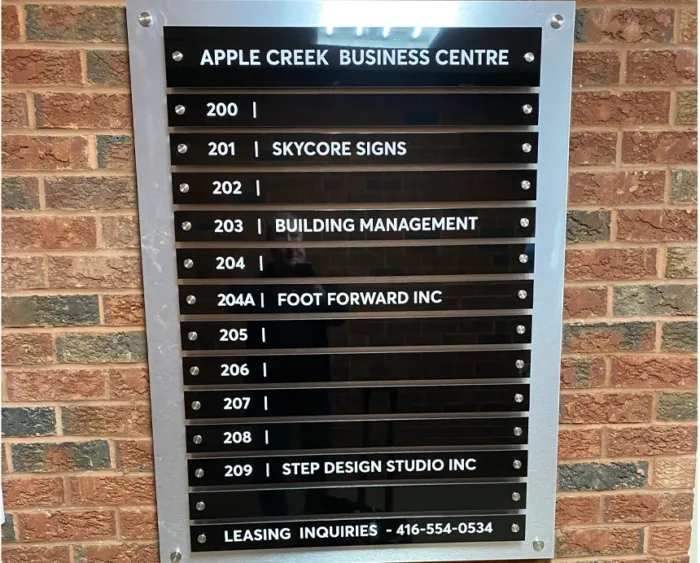 APPLE CREEK BUSINESS CENTRE
200 |
201 | SKYCORE SIGNS
202 |
203 | BUILDING MANAGEMENT
204 |
204A | FOOT FORWARD INC
205 |
206 |
207 |
208 |
209 | STEP DESIGN STUDIO INC
LEASING INQUIRIES - 416-554-0534